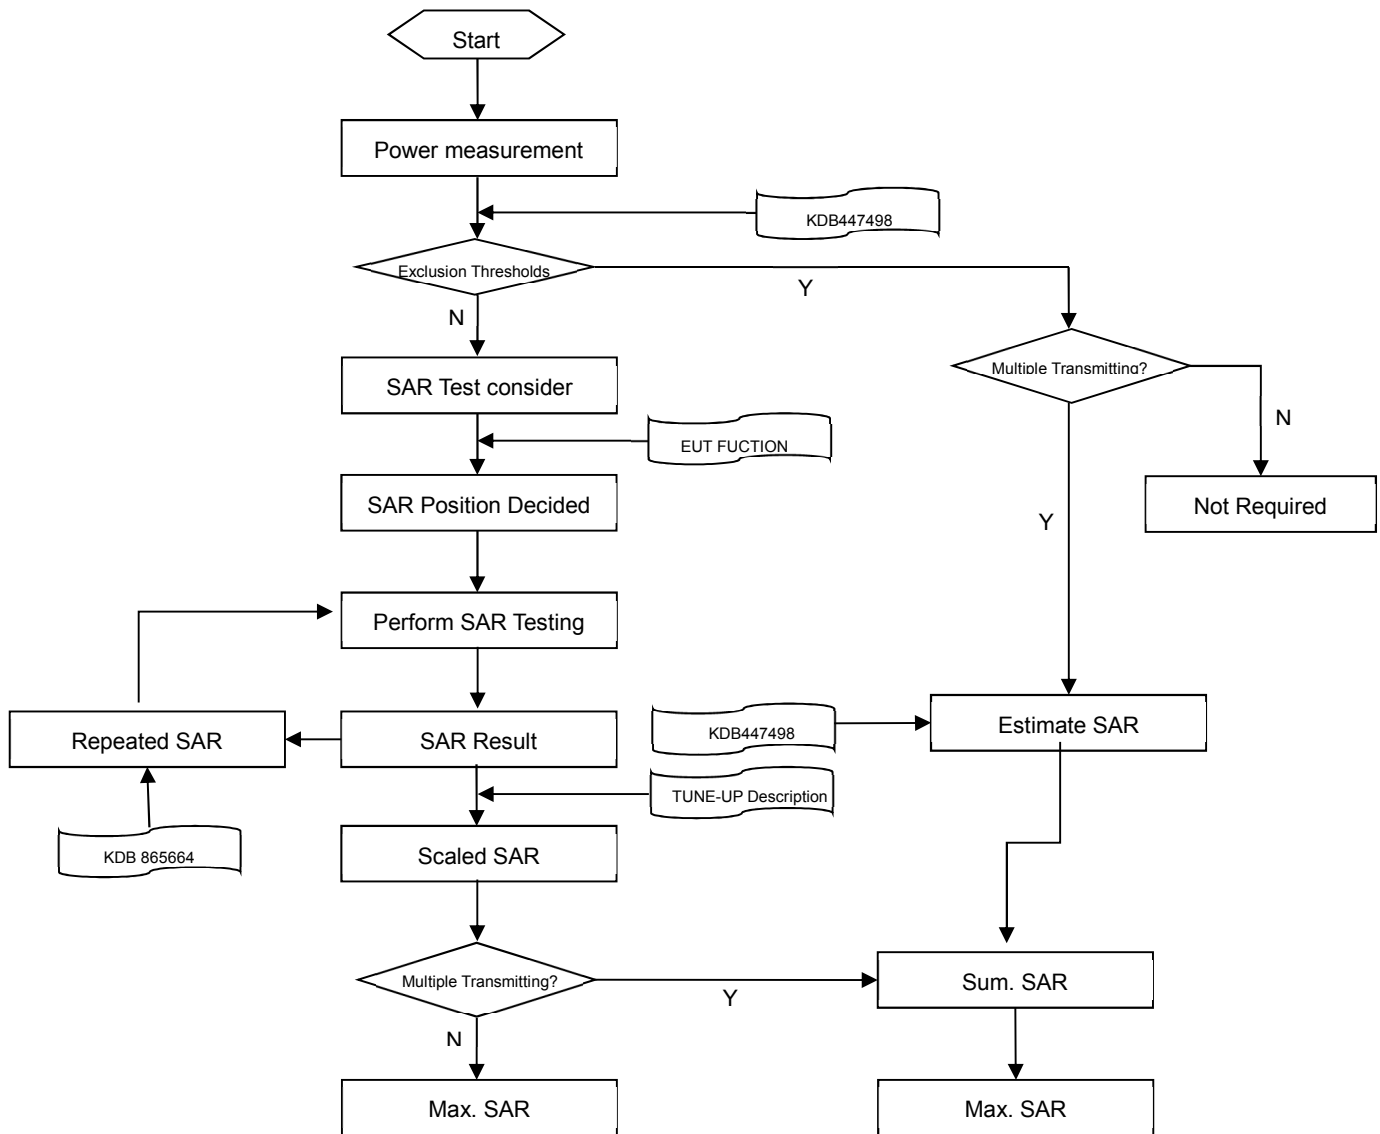 Start
Power measurement
KDB447498
Exclusion Thresholds
Y
N
Multiple Transmitting?
SAR Test consider
N
EUT FUCTION
SAR Position Decided
Not Required
Y
Perform SAR Testing
Repeated SAR
SAR Result
KDB447498
Estimate SAR
TUNE-UP Description
KDB 865664
Scaled SAR
Multiple Transmitting?
Y
Sum. SAR
N
Max. SAR
Max. SAR